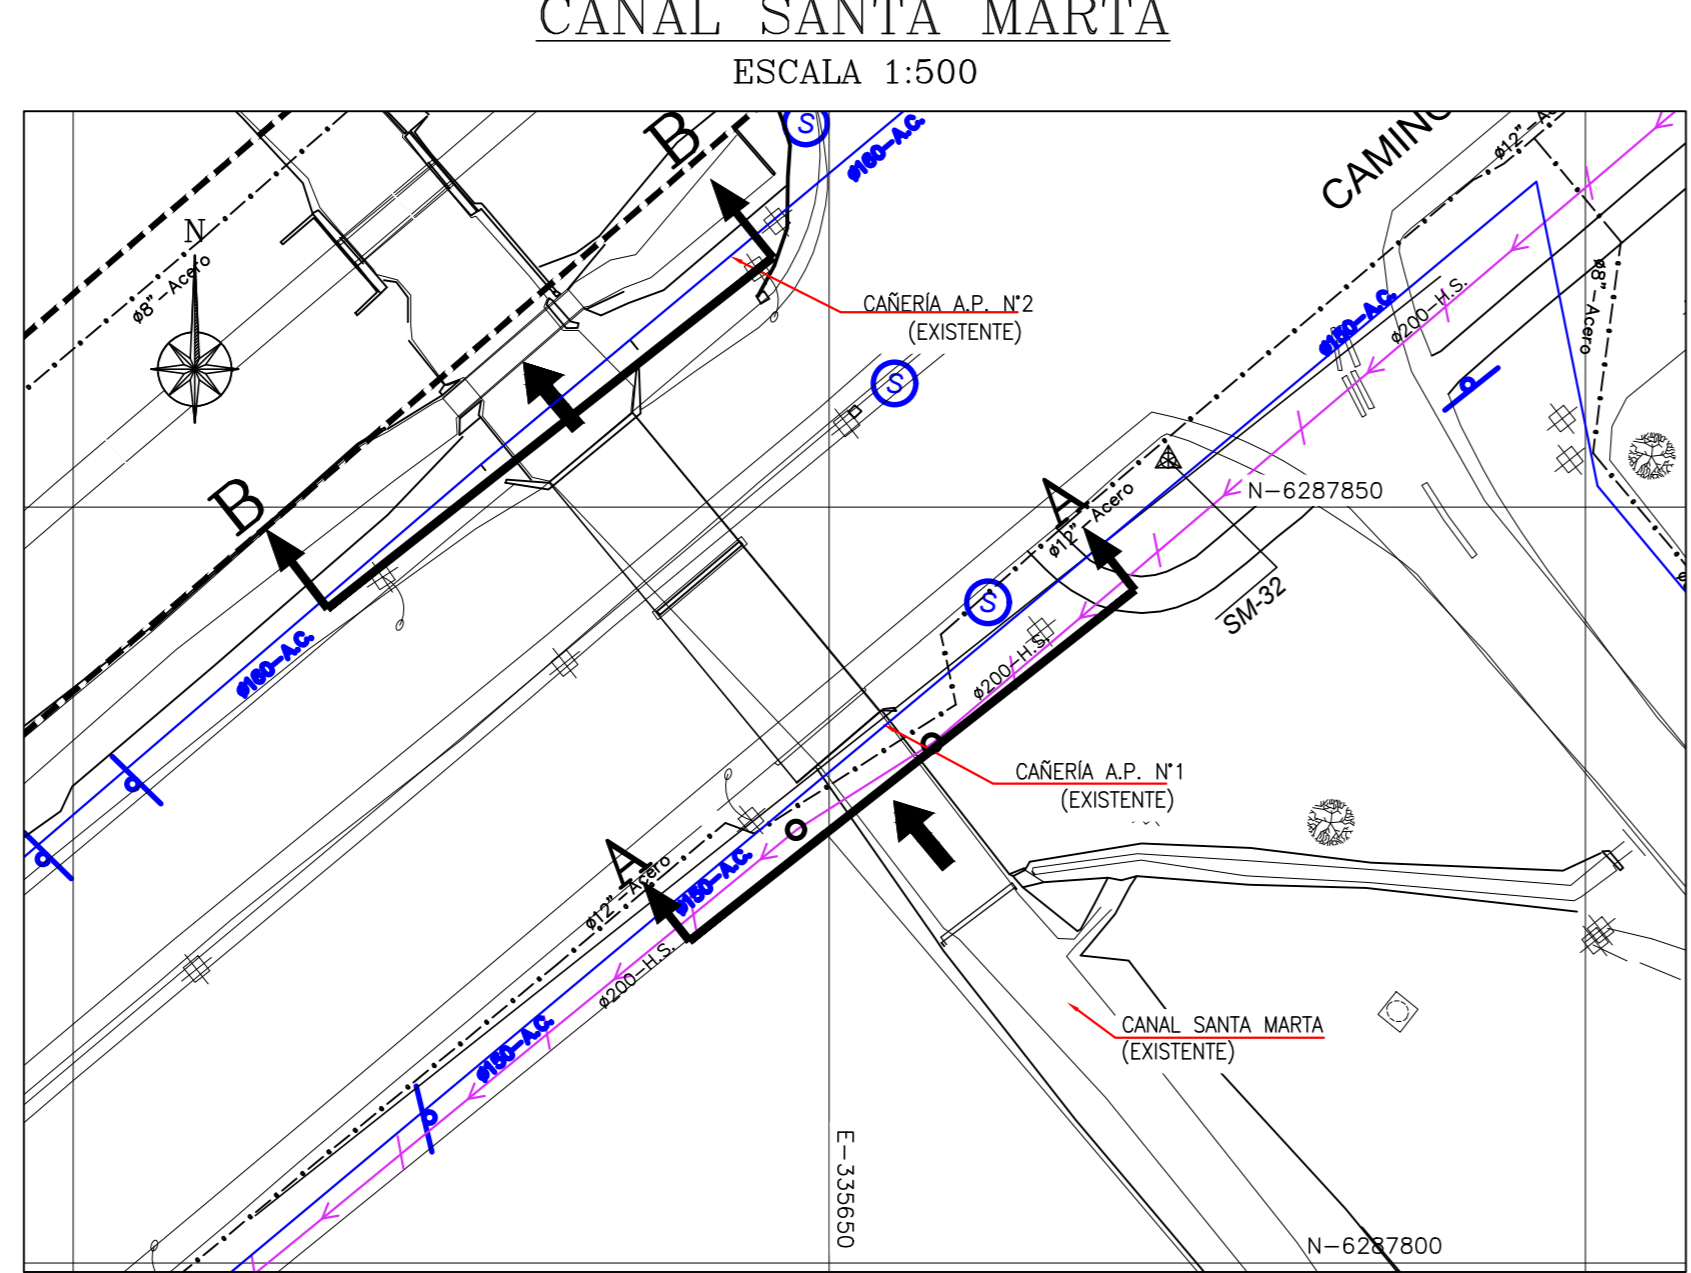 CANAL SANTA MARTA
ESCALA 1:500
B
S
ø160-A.C.
CAMINO
ø12"-Ac
N
ø8"-Acero
CAÑERÍA A.P. N°2
(EXISTENTE)
ø150-A.C.
ø200-H.S.
ø8"-Acero
S
B
A
ø12"-Acero
N-6287850
S
SM-32
ø160-A.C.
ø200-H.S.
CAÑERÍA A.P. N°1
(EXISTENTE)
A
ø12"-Acero
ø150-A.C.
ø200-H.S.
ø150-A.C.
CANAL SANTA MARTA
(EXISTENTE)
E-335650
N-6287800